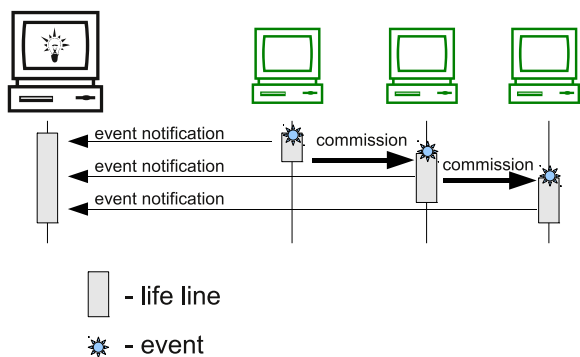 event notification
commission
event notification
commission
event notification
- life line
- event